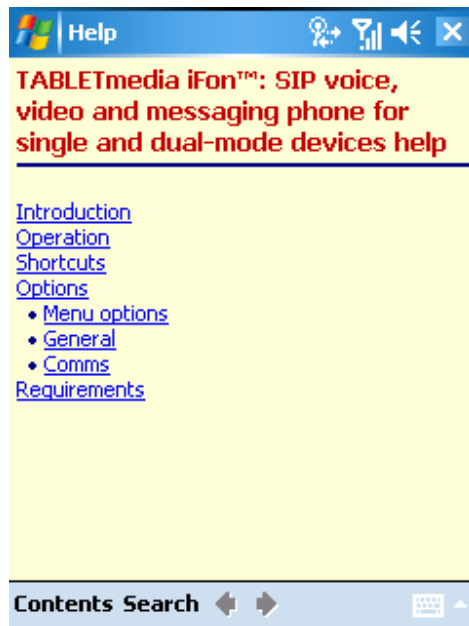 Help
TABLETmedia iFon™: SIP voice,
video and messaging phone for
single and dual-mode devices help
Introduction
Operation
Shortcuts
Options
• Menu options
• General
• Comms
Requirements
Contents Search